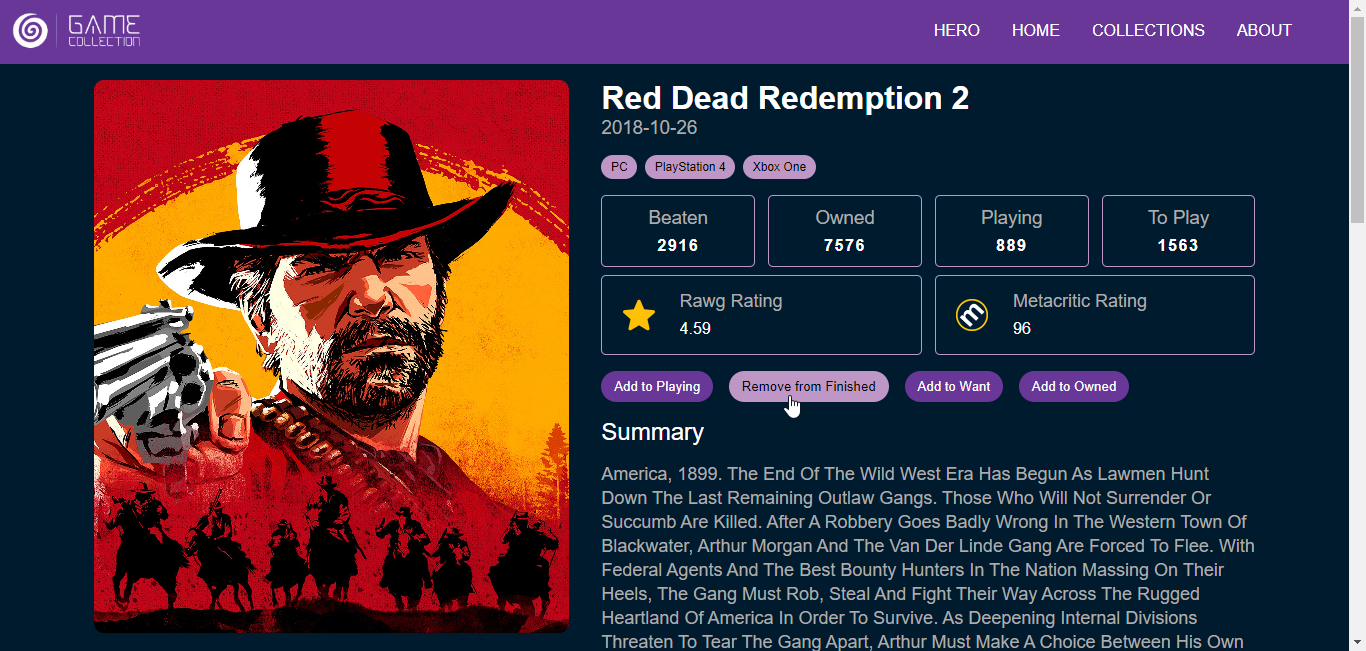 GAME
COLLECTION
HERO HOME COLLECTIONS ABOUT
Red Dead Redemption 2
2018-10-26
PC PlayStation 4 Xbox One
Beaten Owned Playing To Play
2916 7576 889 1563
Rawg Rating Metacritic Rating
4.59 m 96
Add to Playing Remove from Finished Add to Want Add to Owned
Summary
America, 1899. The End Of The Wild West Era Has Begun As Lawmen Hunt
Down The Last Remaining Outlaw Gangs. Those Who Will Not Surrender Or
Succumb Are Killed. After A Robbery Goes Badly Wrong In The Western Town Of
Blackwater, Arthur Morgan And The Van Der Linde Gang Are Forced To Flee. With
Federal Agents And The Best Bounty Hunters In The Nation Massing On Their
Heels, The Gang Must Rob, Steal And Fight Their Way Across The Rugged
Heartland Of America In Order To Survive. As Deepening Internal Divisions
Threaten To Tear The Gang Apart, Arthur Must Make A Choice Between His Own